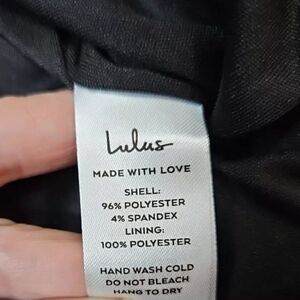 Lulus
MADE WITH LOVE
SHELL:
96% POLYESTER
4% SPANDEX
LINING:
100% POLYESTER
HAND WASH COLD
DO NOT BLEACH
HANG TO DRY